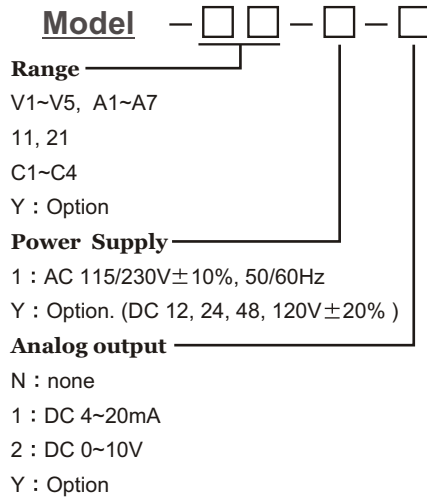 Model －□□－□－□
Range
V1~V5, A1~A7
11, 21
C1~C4
Y：Option
Power Supply
1：AC 115/230V±10%, 50/60Hz
Y：Option. (DC 12, 24, 48, 120V±20% )
Analog output
N：none
1：DC 4~20mA
2：DC 0~10V
Y：Option